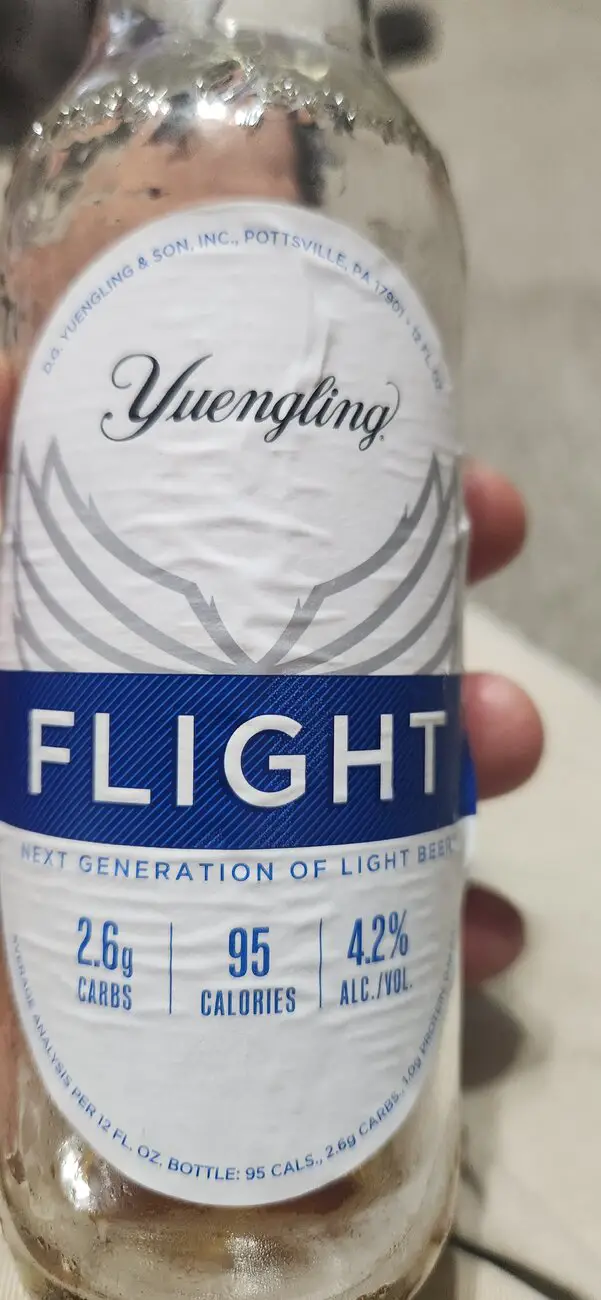 D.G. YUENGLING & SON, INC., POTTSVILLE, PA 17901 • 12 FL. OZ.
Yuengling
FLIGHT
NEXT GENERATION OF LIGHT BEER
2.6g CARBS
95 CALORIES
4.2% ALC./VOL.
AVERAGE ANALYSIS PER 12 FL. OZ. BOTTLE: 95 CALS., 2.6g CARBS., 1.0g PROTEIN,